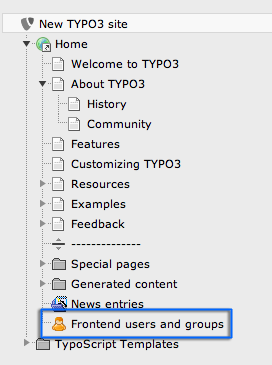 New TYPO3 site
Home
Welcome to TYPO3
About TYPO3
History
Community
Features
Customizing TYPO3
Resources
Examples
Feedback
--------------
Special pages
Generated content
News entries
Frontend users and groups
TypoScript Templates